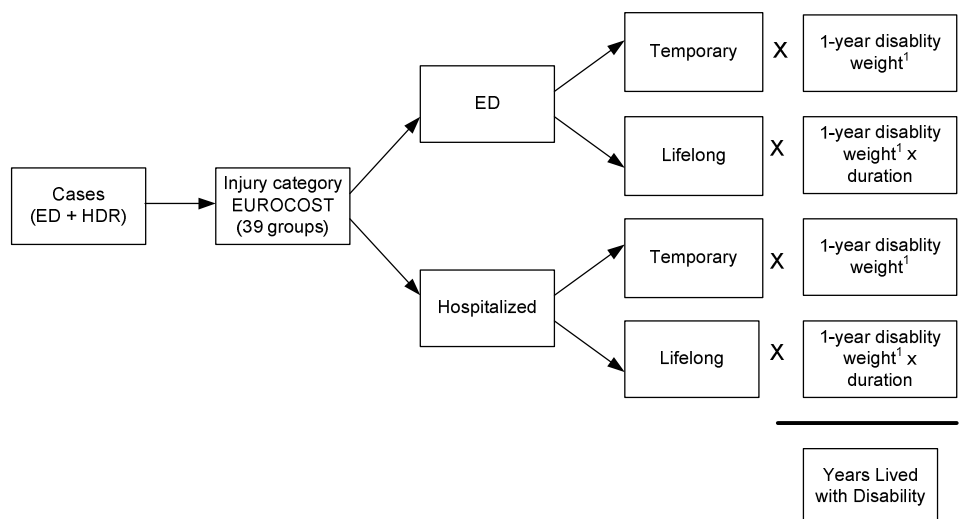 Cases
(ED + HDR)
Injury category
EUROCOST
(39 groups)
ED
Hospitalized
Temporary
X
1-year disablity
weight¹
Lifelong
X
1-year disablity
weight¹ x
duration
Temporary
X
1-year disablity
weight¹
Lifelong
X
1-year disablity
weight¹ x
duration
Years Lived
with Disability